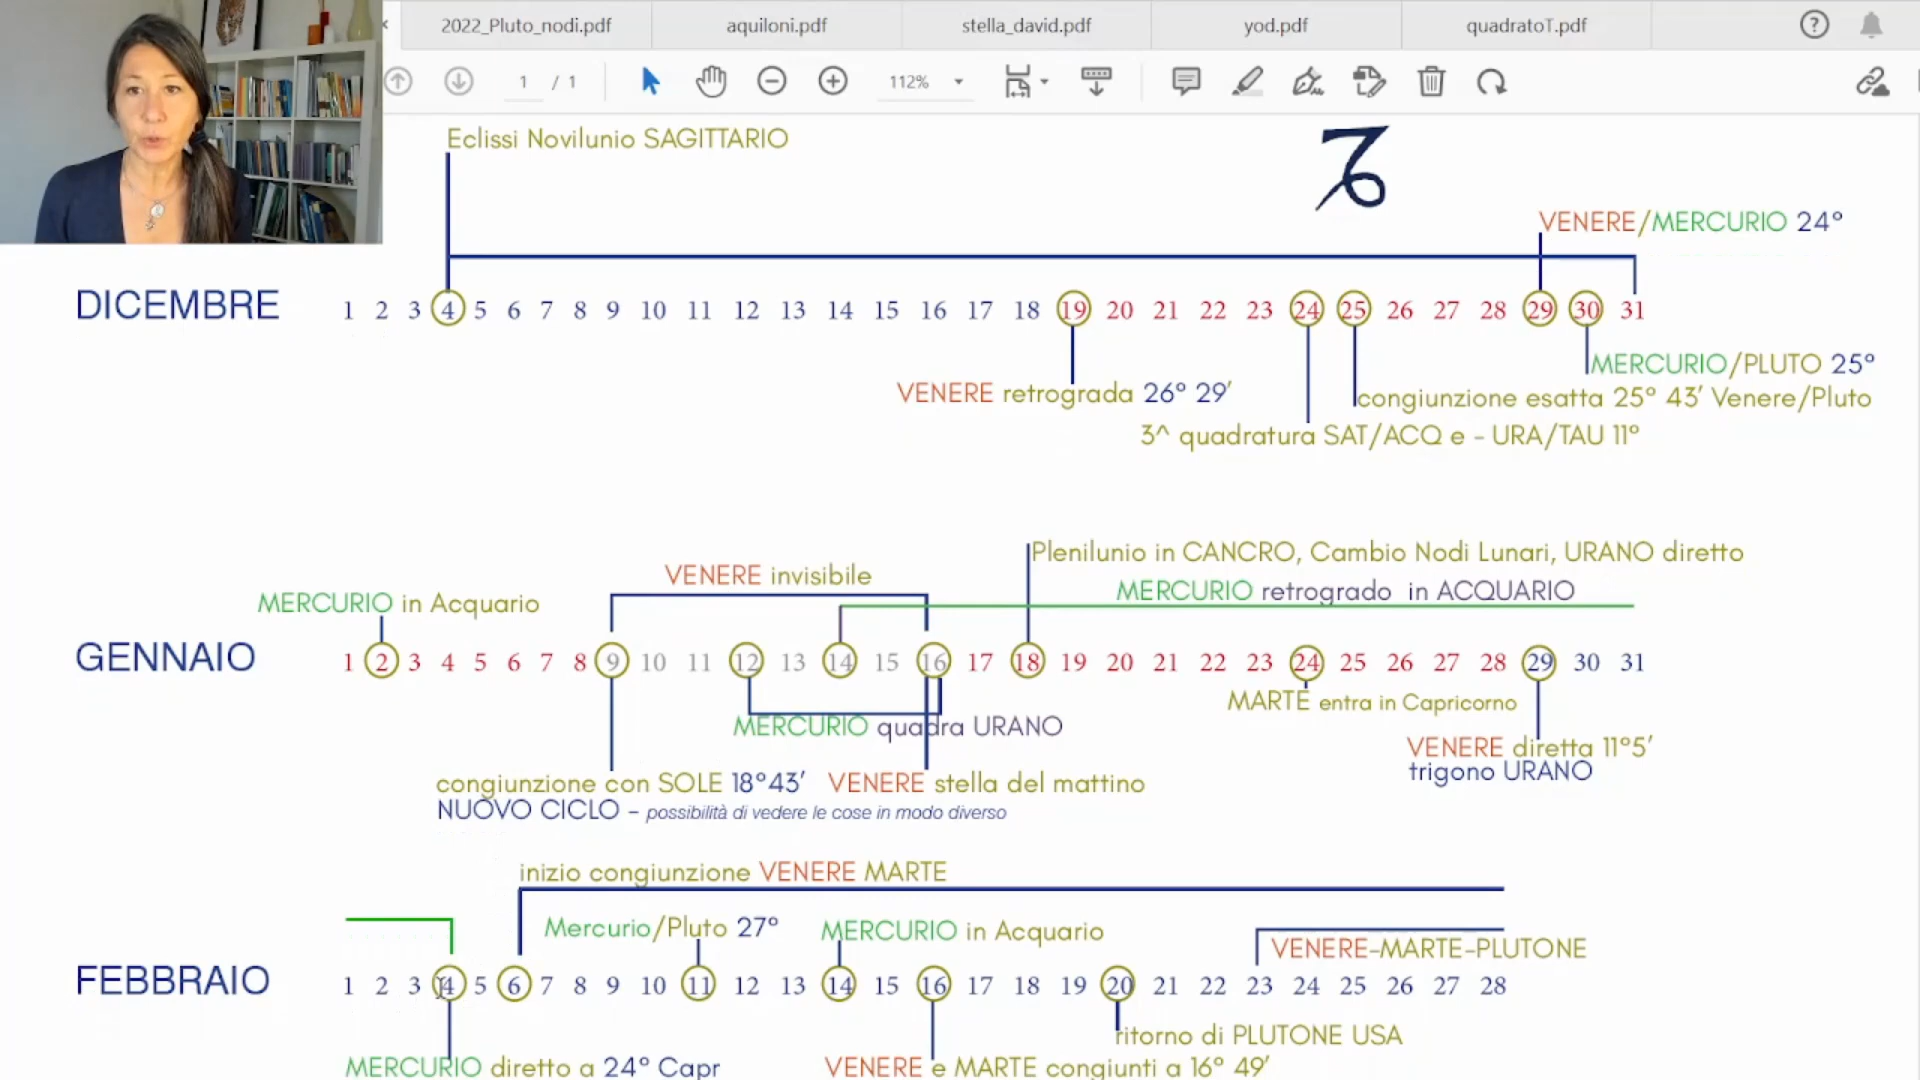 2022_Pluto_nodi.pdf aquiloni.pdf stella_david.pdf yod.pdf quadratoT.pdf
1 / 1 112%
Eclissi Novilunio SAGITTARIO
VENERE/MERCURIO 24°
DICEMBRE 1 2 3 4 5 6 7 8 9 10 11 12 13 14 15 16 17 18 19 20 21 22 23 24 25 26 27 28 29 30 31
MERCURIO/PLUTO 25°
VENERE retrograda 26° 29'
congiunzione esatta 25° 43' Venere/Pluto
3^ quadratura SAT/ACQ e - URA/TAU 11°
Plenilunio in CANCRO, Cambio Nodi Lunari, URANO diretto
VENERE invisibile
MERCURIO retrogrado in ACQUARIO
MERCURIO in Acquario
GENNAIO 1 2 3 4 5 6 7 8 9 10 11 12 13 14 15 16 17 18 19 20 21 22 23 24 25 26 27 28 29 30 31
MARTE entra in Capricorno
MERCURIO quadra URANO
VENERE diretta 11°5'
trigono URANO
congiunzione con SOLE 18°43' VENERE stella del mattino
NUOVO CICLO – possibilità di vedere le cose in modo diverso
inizio congiunzione VENERE MARTE
Mercurio/Pluto 27° MERCURIO in Acquario
VENERE-MARTE-PLUTONE
FEBBRAIO 1 2 3 4 5 6 7 8 9 10 11 12 13 14 15 16 17 18 19 20 21 22 23 24 25 26 27 28
ritorno di PLUTONE USA
MERCURIO diretto a 24° Capr VENERE e MARTE congiunti a 16° 49'